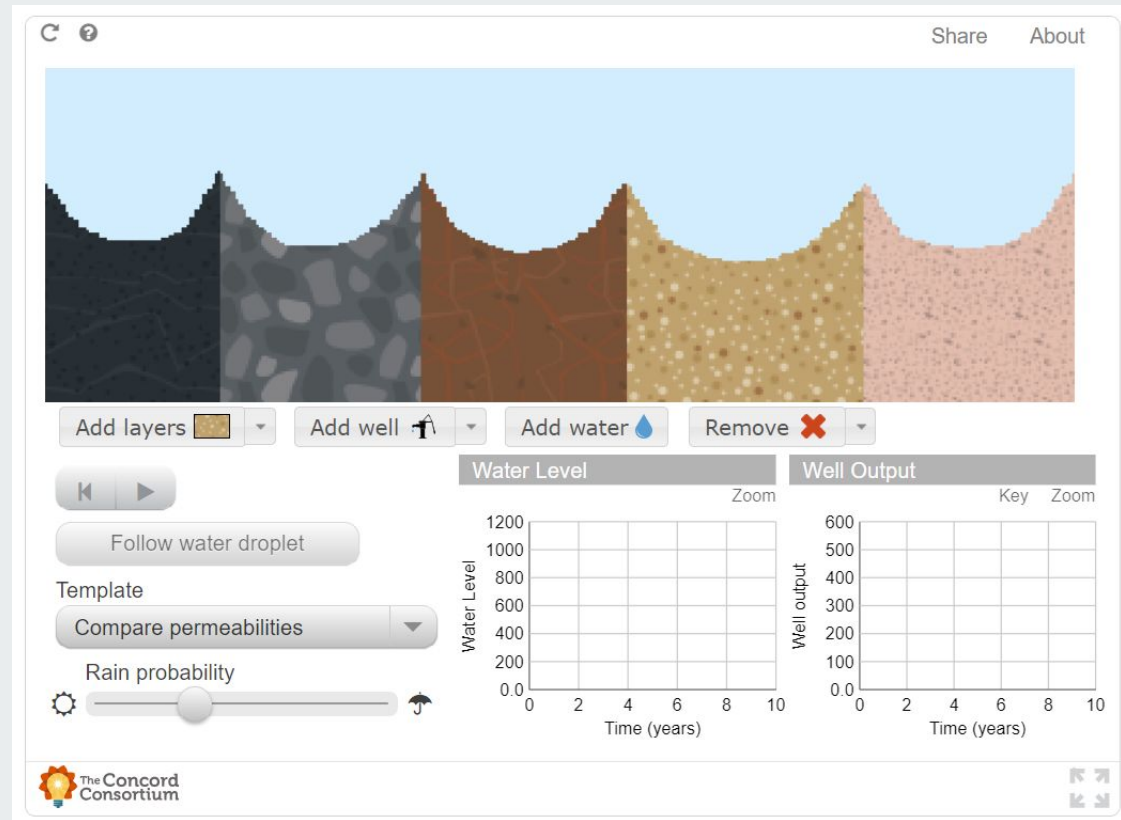 Share About
Add layers Add well Add water Remove
Water Level
Zoom
1200
1000
800
600
400
200
0.0
Water Level
0 2 4 6 8 10
Time (years)
Well Output
Key Zoom
600
500
400
300
200
100
0.0
Well output
0 2 4 6 8 10
Time (years)
Follow water droplet
Template
Compare permeabilities
Rain probability
The Concord
Consortium